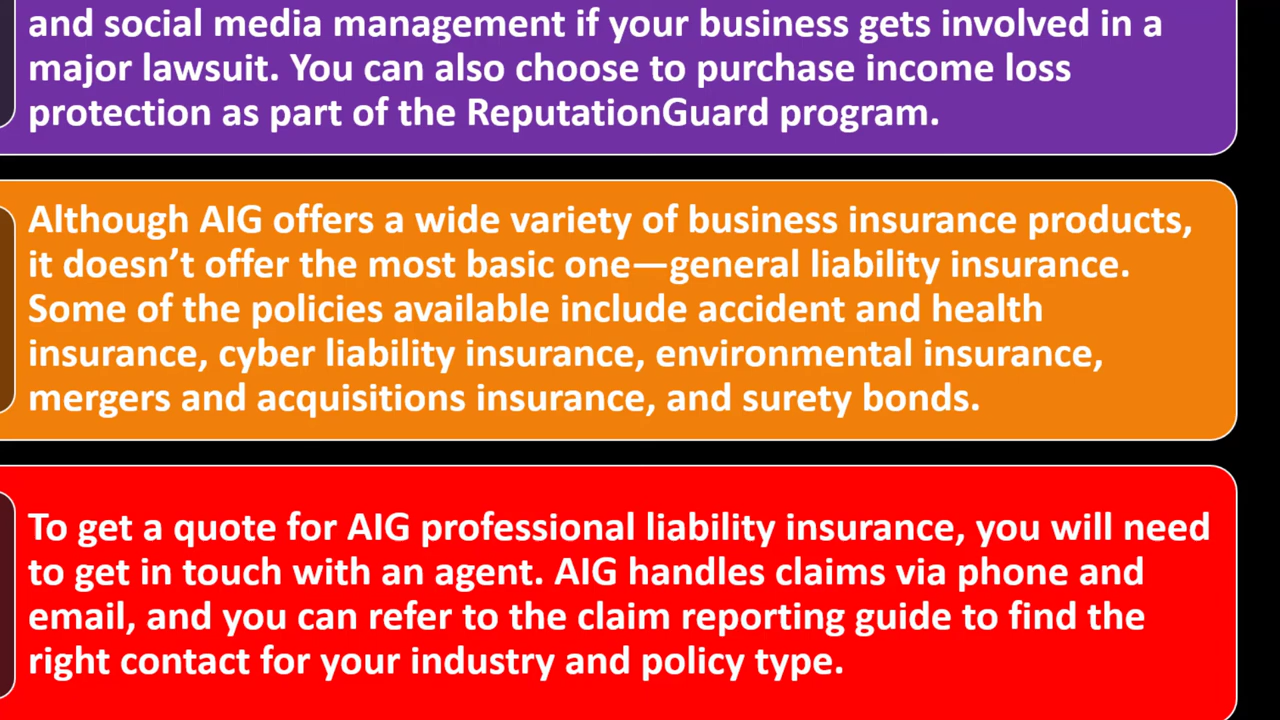 and social media management if your business gets involved in a
major lawsuit. You can also choose to purchase income loss
protection as part of the ReputationGuard program.
Although AIG offers a wide variety of business insurance products,
it doesn’t offer the most basic one—general liability insurance.
Some of the policies available include accident and health
insurance, cyber liability insurance, environmental insurance,
mergers and acquisitions insurance, and surety bonds.
To get a quote for AIG professional liability insurance, you will need
to get in touch with an agent. AIG handles claims via phone and
email, and you can refer to the claim reporting guide to find the
right contact for your industry and policy type.